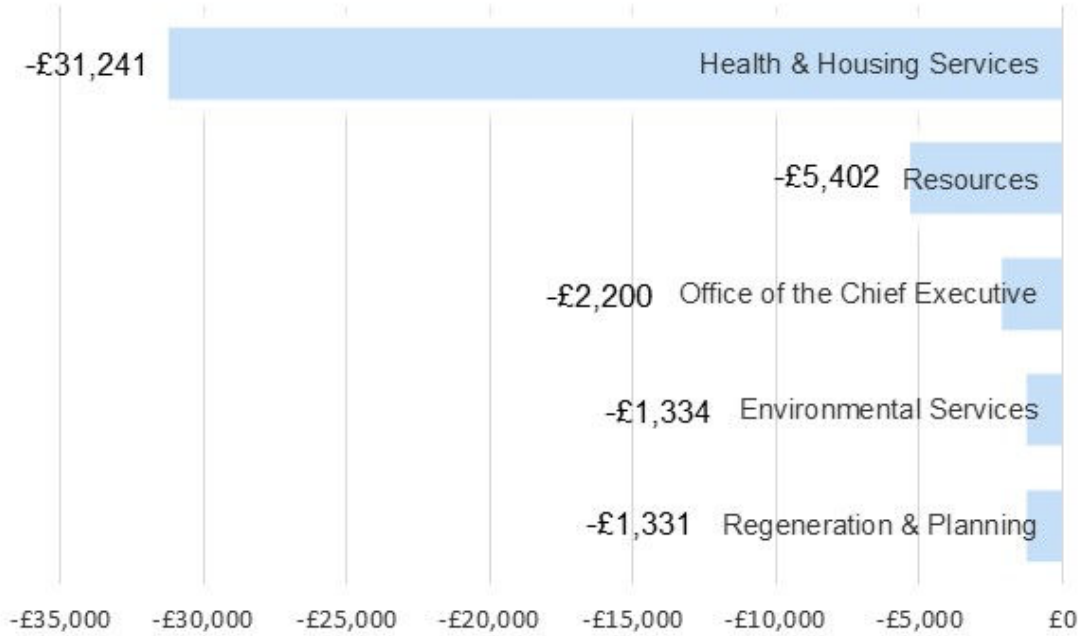 -£31,241 Health & Housing Services
-£5,402 Resources
-£2,200 Office of the Chief Executive
-£1,334 Environmental Services
-£1,331 Regeneration & Planning
-£35,000 -£30,000 -£25,000 -£20,000 -£15,000 -£10,000 -£5,000 £0